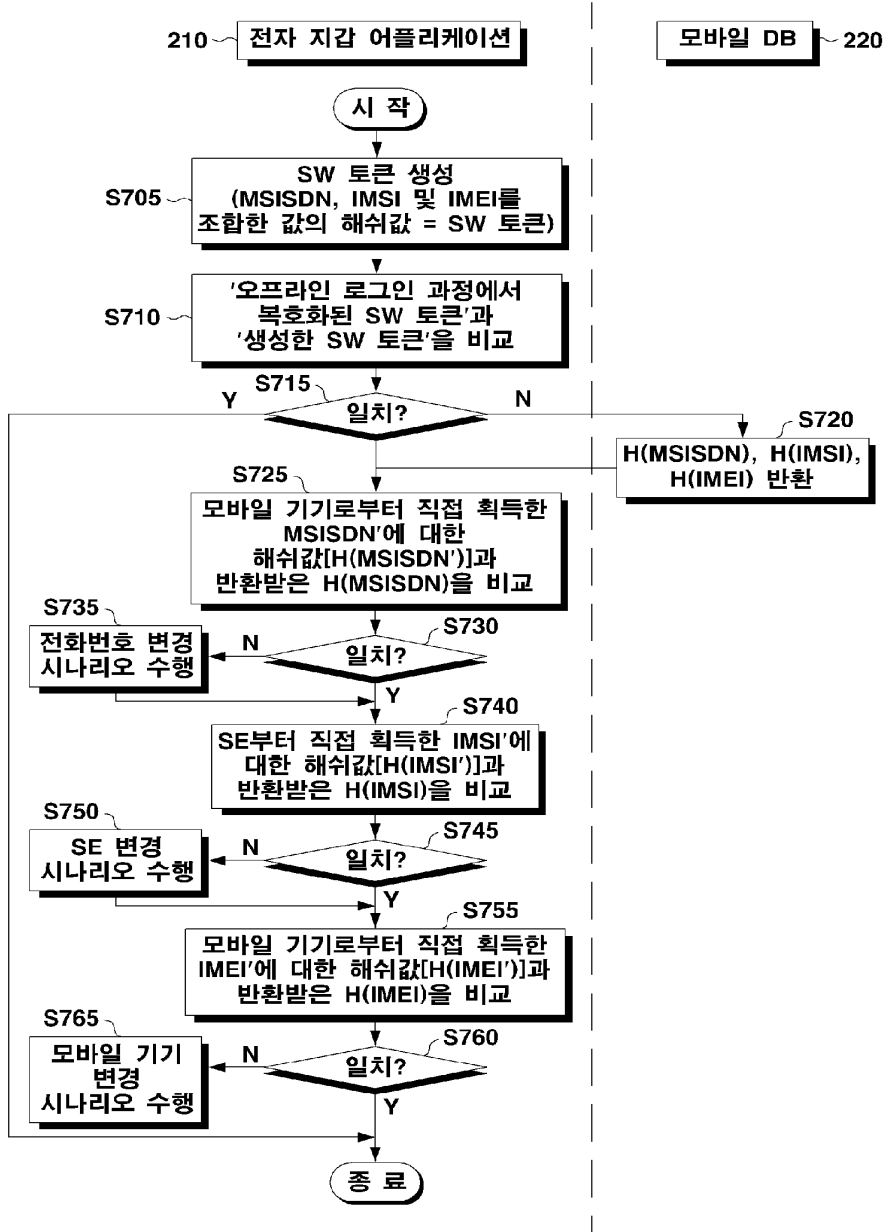 210
전자 지갑 어플리케이션
모바일 DB
220
시 작
S705
SW 토큰 생성
(MSISDN, IMSI 및 IMEI를
조합한 값의 해쉬값 = SW 토큰)
S710
'오프라인 로그인 과정에서
복호화된 SW 토큰'과
'생성한 SW 토큰'을 비교
S715
Y
일치?
N
S720
H(MSISDN), H(IMSI),
H(IMEI) 반환
S725
모바일 기기로부터 직접 획득한
MSISDN'에 대한
해쉬값[H(MSISDN')]과
반환받은 H(MSISDN)을 비교
S735
전화번호 변경
시나리오 수행
N
일치?
S730
Y
S740
SE부터 직접 획득한 IMSI'에
대한 해쉬값[H(IMSI')]과
반환받은 H(IMSI)을 비교
S750
SE 변경
시나리오 수행
N
일치?
S745
Y
S755
모바일 기기로부터 직접 획득한
IMEI'에 대한 해쉬값[H(IMEI')]과
반환받은 H(IMEI)을 비교
S765
모바일 기기
변경
시나리오 수행
N
일치?
S760
Y
종 료